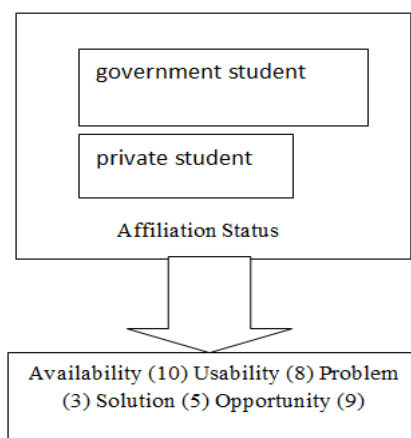 government student
private student
Affiliation Status
Availability (10) Usability (8) Problem
(3) Solution (5) Opportunity (9)